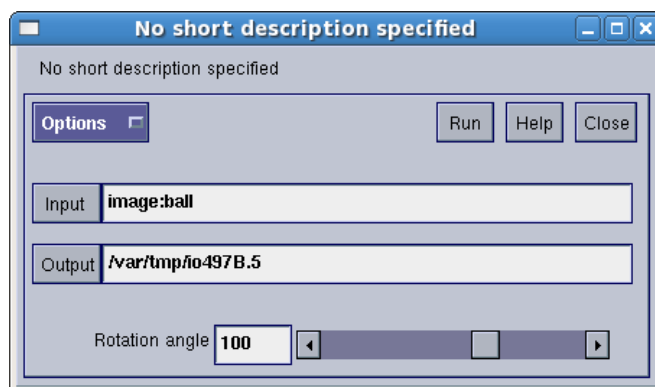 No short description specified
No short description specified
Options Run Help Close
Input image:ball
Output /var/tmp/io497B.5
Rotation angle 100